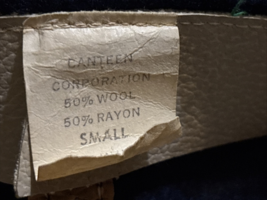 CANTEEN
CORPORATION
50% WOOL
50% RAYON
SMALL